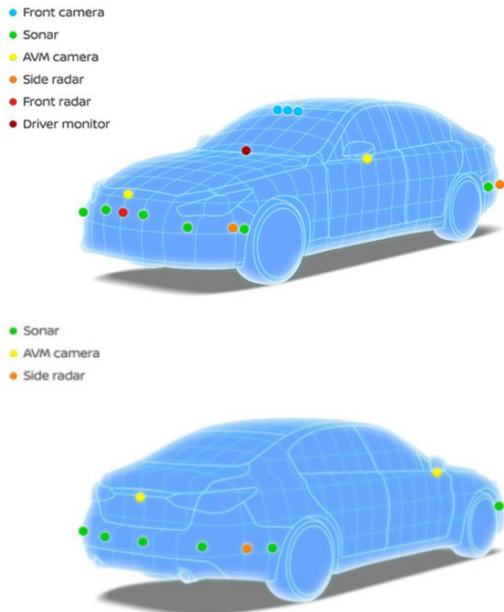 Front camera
Sonar
AVM camera
Side radar
Front radar
Driver monitor
Sonar
AVM camera
Side radar